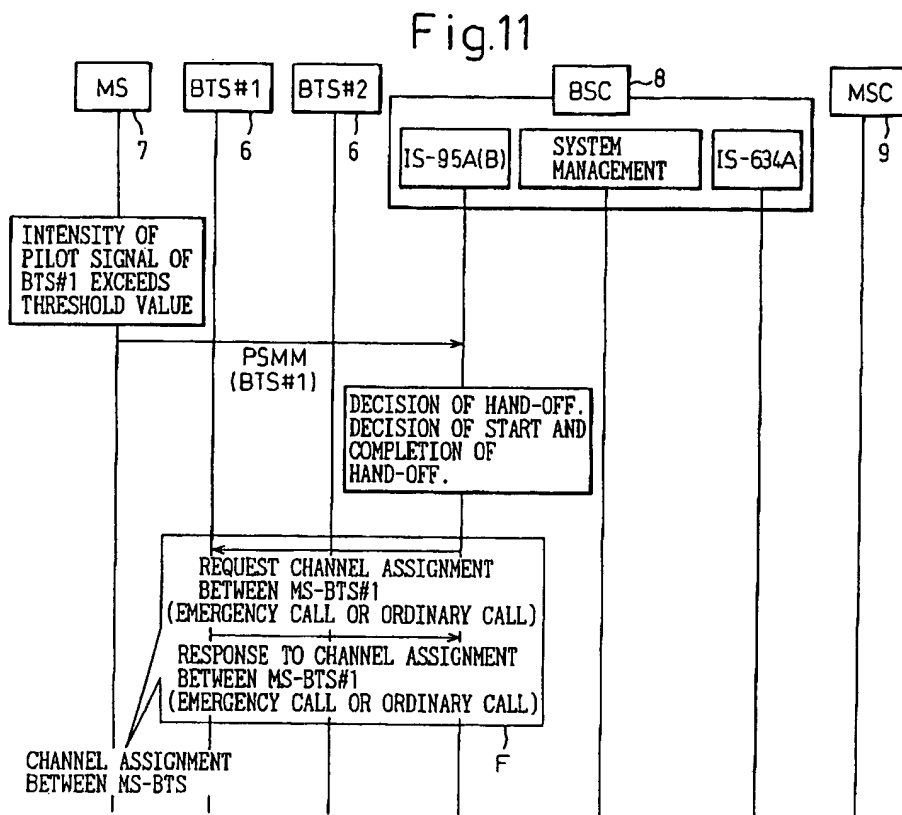 Fig.11
MS
BTS#1
BTS#2
BSC
8
MSC
7
6
6
9
IS-95A(B)
SYSTEM
MANAGEMENT
IS-634A
INTENSITY OF
PILOT SIGNAL OF
BTS#1 EXCEEDS
THRESHOLD VALUE
PSMM
(BTS#1)
DECISION OF HAND-OFF.
DECISION OF START AND
COMPLETION OF
HAND-OFF.
REQUEST CHANNEL ASSIGNMENT
BETWEEN MS-BTS#1
(EMERGENCY CALL OR ORDINARY CALL)
RESPONSE TO CHANNEL ASSIGNMENT
BETWEEN MS-BTS#1
(EMERGENCY CALL OR ORDINARY CALL)
F
CHANNEL ASSIGNMENT
BETWEEN MS-BTS